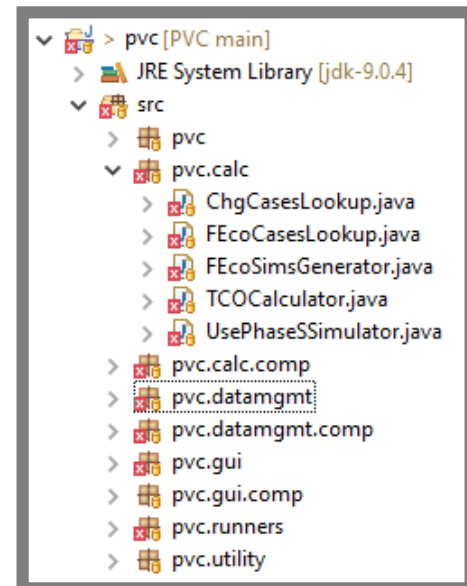 > pvc [PVC main]
JRE System Library [jdk-9.0.4]
src
pvc
pvc.calc
ChgCasesLookup.java
FEcoCasesLookup.java
FEcoSimsGenerator.java
TCOCalculator.java
UsePhaseSSimulator.java
pvc.calc.comp
pvc.datamgmt
pvc.datamgmt.comp
pvc.gui
pvc.gui.comp
pvc.runners
pvc.utility